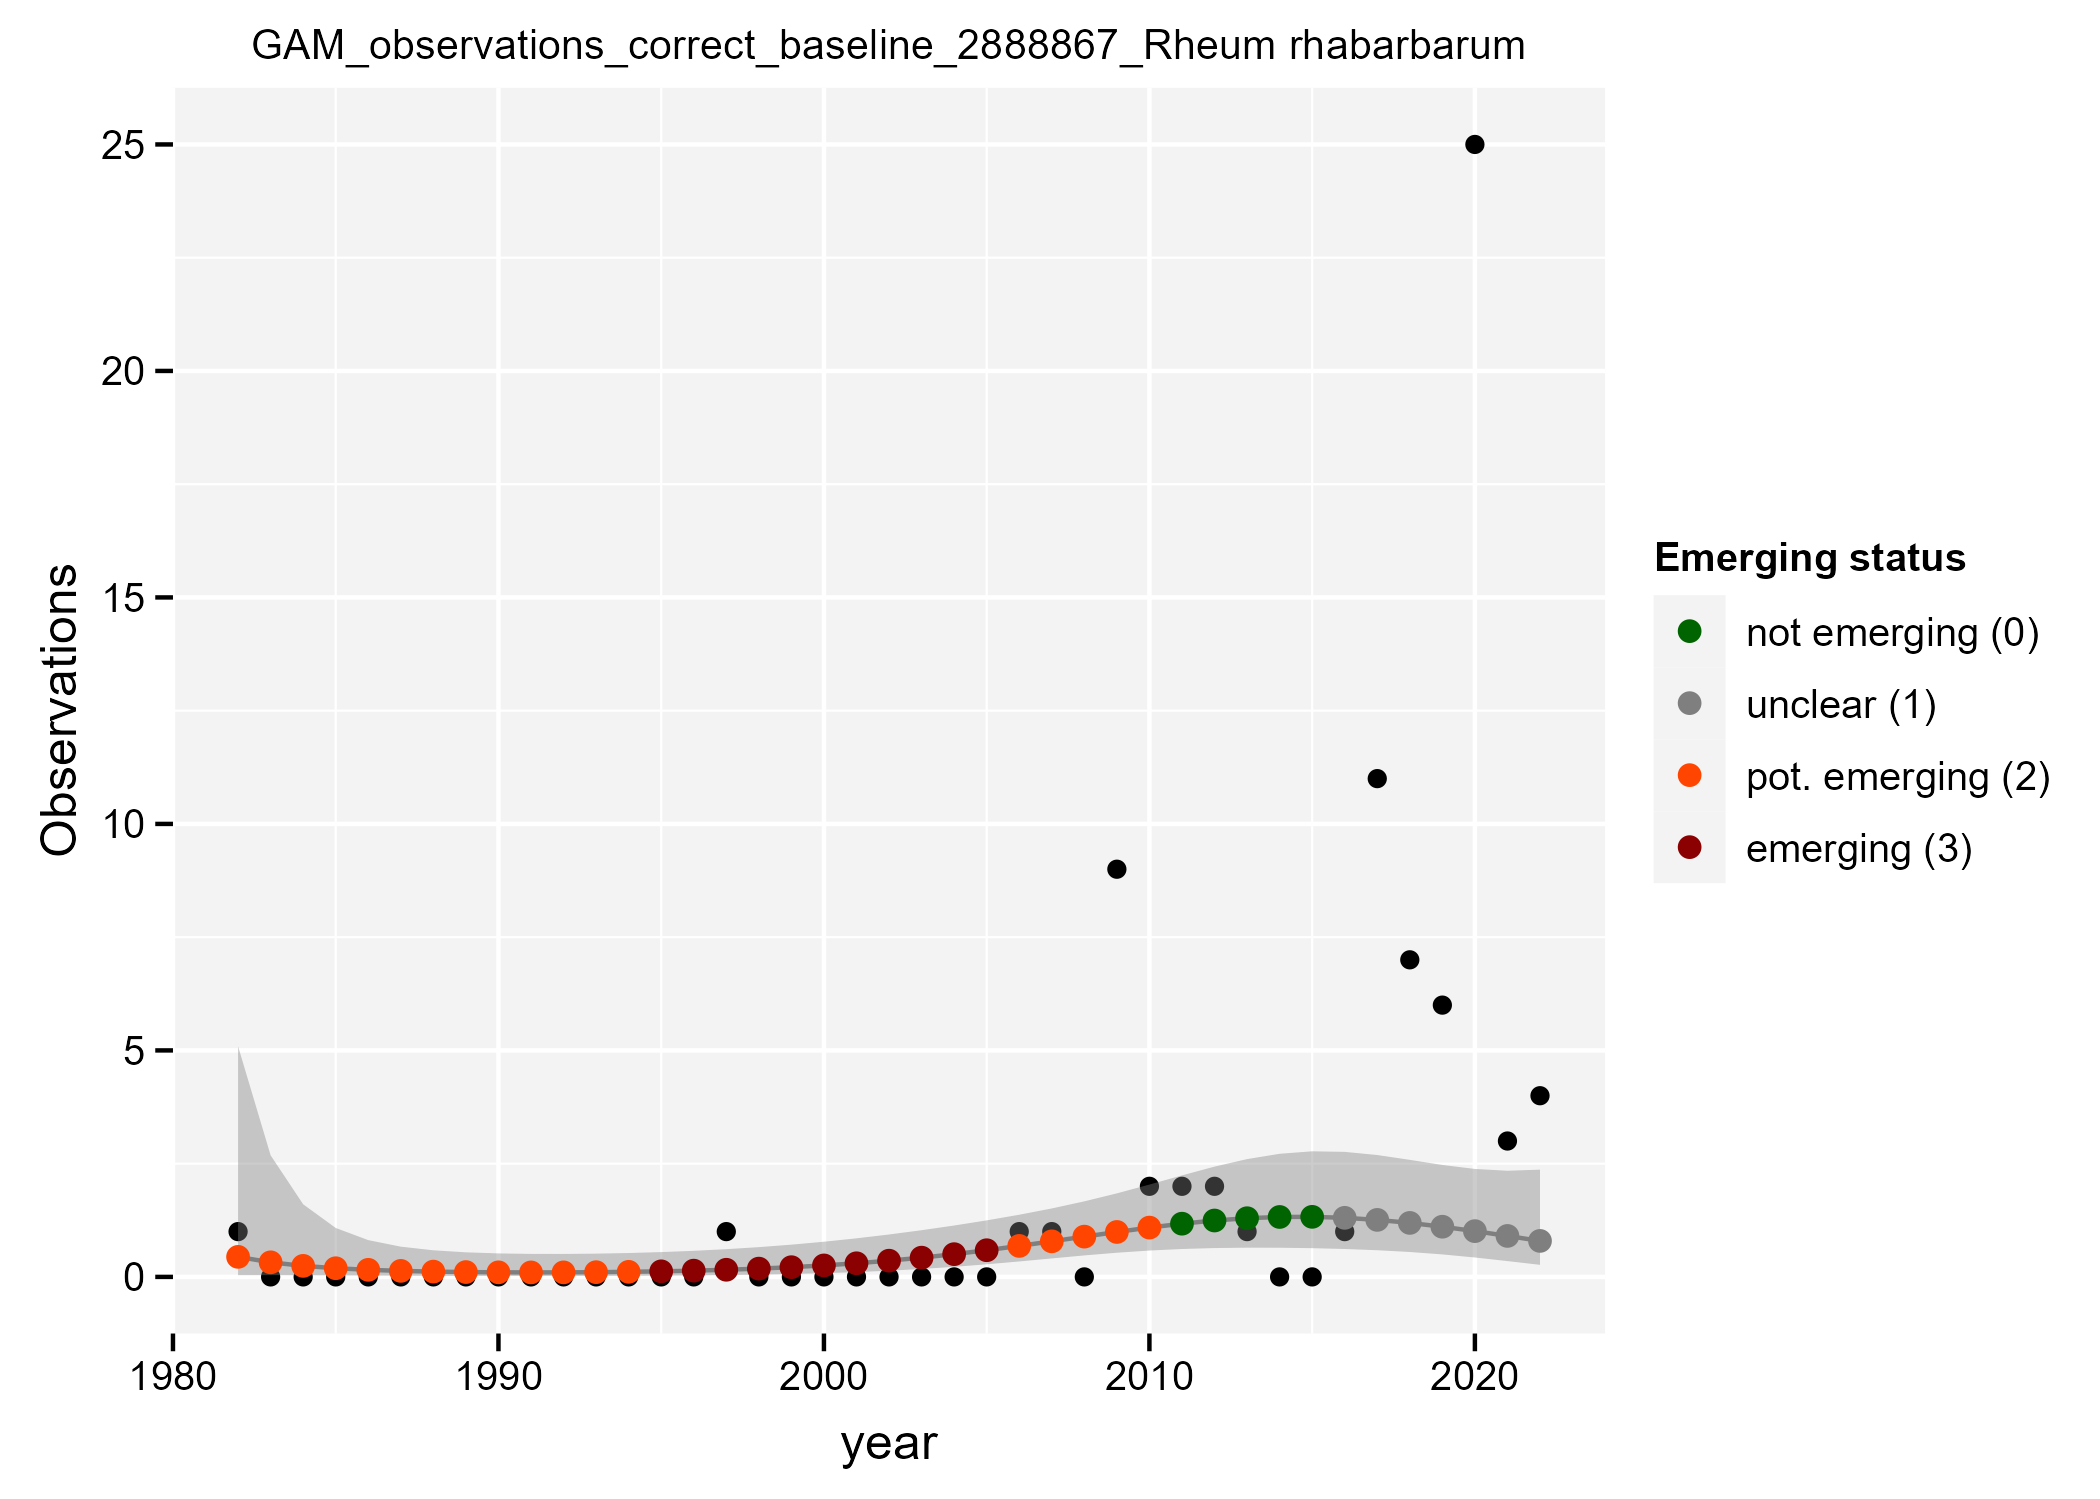 GAM_observations_correct_baseline_2888867_Rheum rhabarbarum
25
20
15
10
5
0
Observations
1980 1990 2000 2010 2020
year
Emerging status
not emerging (0)
unclear (1)
pot. emerging (2)
emerging (3)